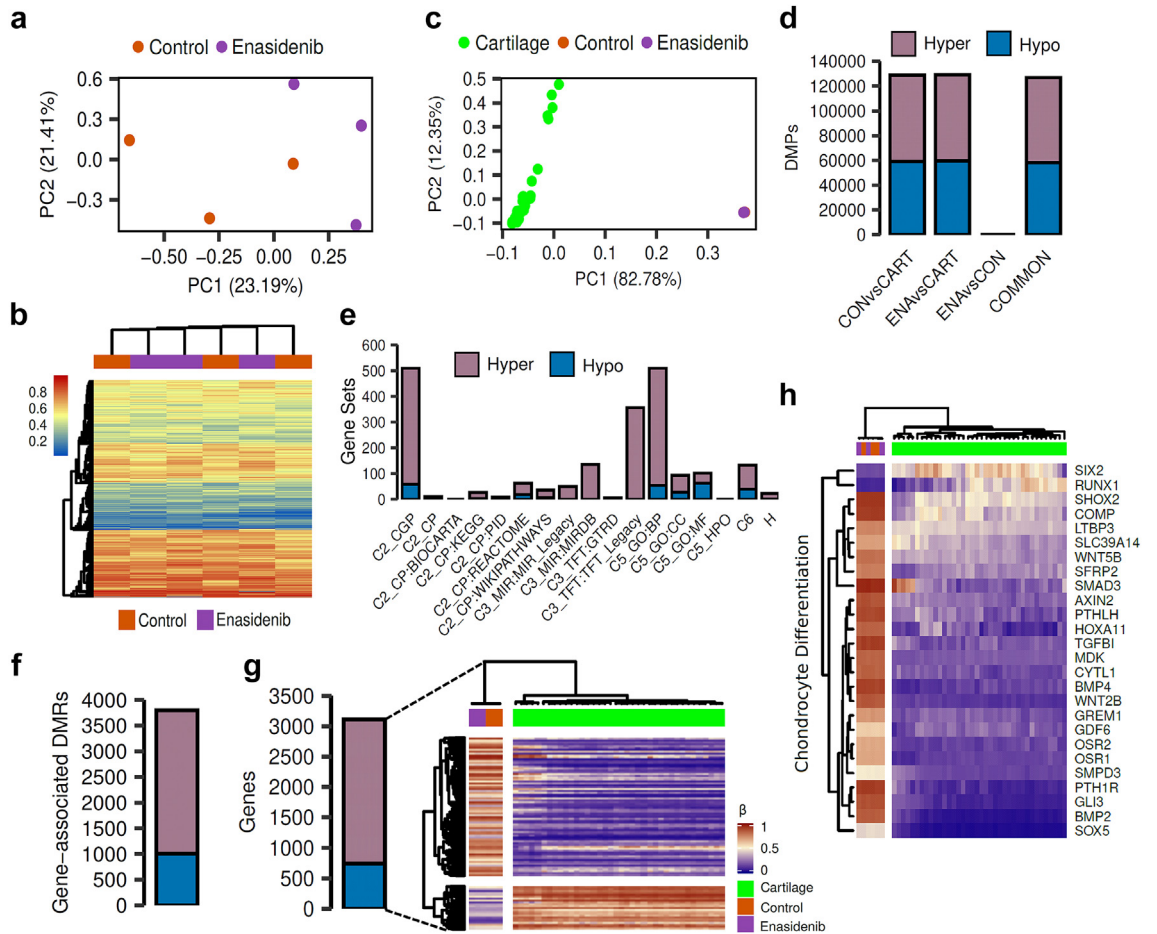 a
Control Enasidenib
PC2 (21.41%)
0.6
0.3
0.0
−0.3
−0.50 −0.25 0.00 0.25
PC1 (23.19%)
c
Cartilage Control Enasidenib
PC2 (12.35%)
0.5
0.4
0.3
0.2
0.1
0.0
−0.1
−0.1 0.0 0.1 0.2 0.3
PC1 (82.78%)
d
Hyper Hypo
DMPs
140000
120000
100000
80000
60000
40000
20000
0
CONvsCART
ENAvsCART
ENAvsCON
COMMON
b
0.8
0.6
0.4
0.2
Control Enasidenib
e
Hyper Hypo
Gene Sets
600
500
400
300
200
100
0
C2_CGP
C2_CP
C2_CP:BIOCARTA
C2_CP:KEGG
C2_CP:PID
C2_CP:REACTOME
C2_CP:WIKIPATHWAYS
C3_MIR:MIR_Legacy
C3_MIR:MIRDB
C3_TFT:GTRD
C3_TFT:TFT_Legacy
C5_GO:BP
C5_GO:CC
C5_GO:MF
C5_HPO
C6
H
f
Gene−associated DMRs
4000
3500
3000
2500
2000
1500
1000
500
0
g
Genes
3500
3000
2500
2000
1500
1000
500
0
β
1
0.5
0
Cartilage
Control
Enasidenib
h
Chondrocyte Differentiation
SIX2
RUNX1
SHOX2
COMP
LTBP3
SLC39A14
WNT5B
SFRP2
SMAD3
AXIN2
PTHLH
HOXA11
TGFBI
MDK
CYTL1
BMP4
WNT2B
GREM1
GDF6
OSR2
OSR1
SMPD3
PTH1R
GLI3
BMP2
SOX5